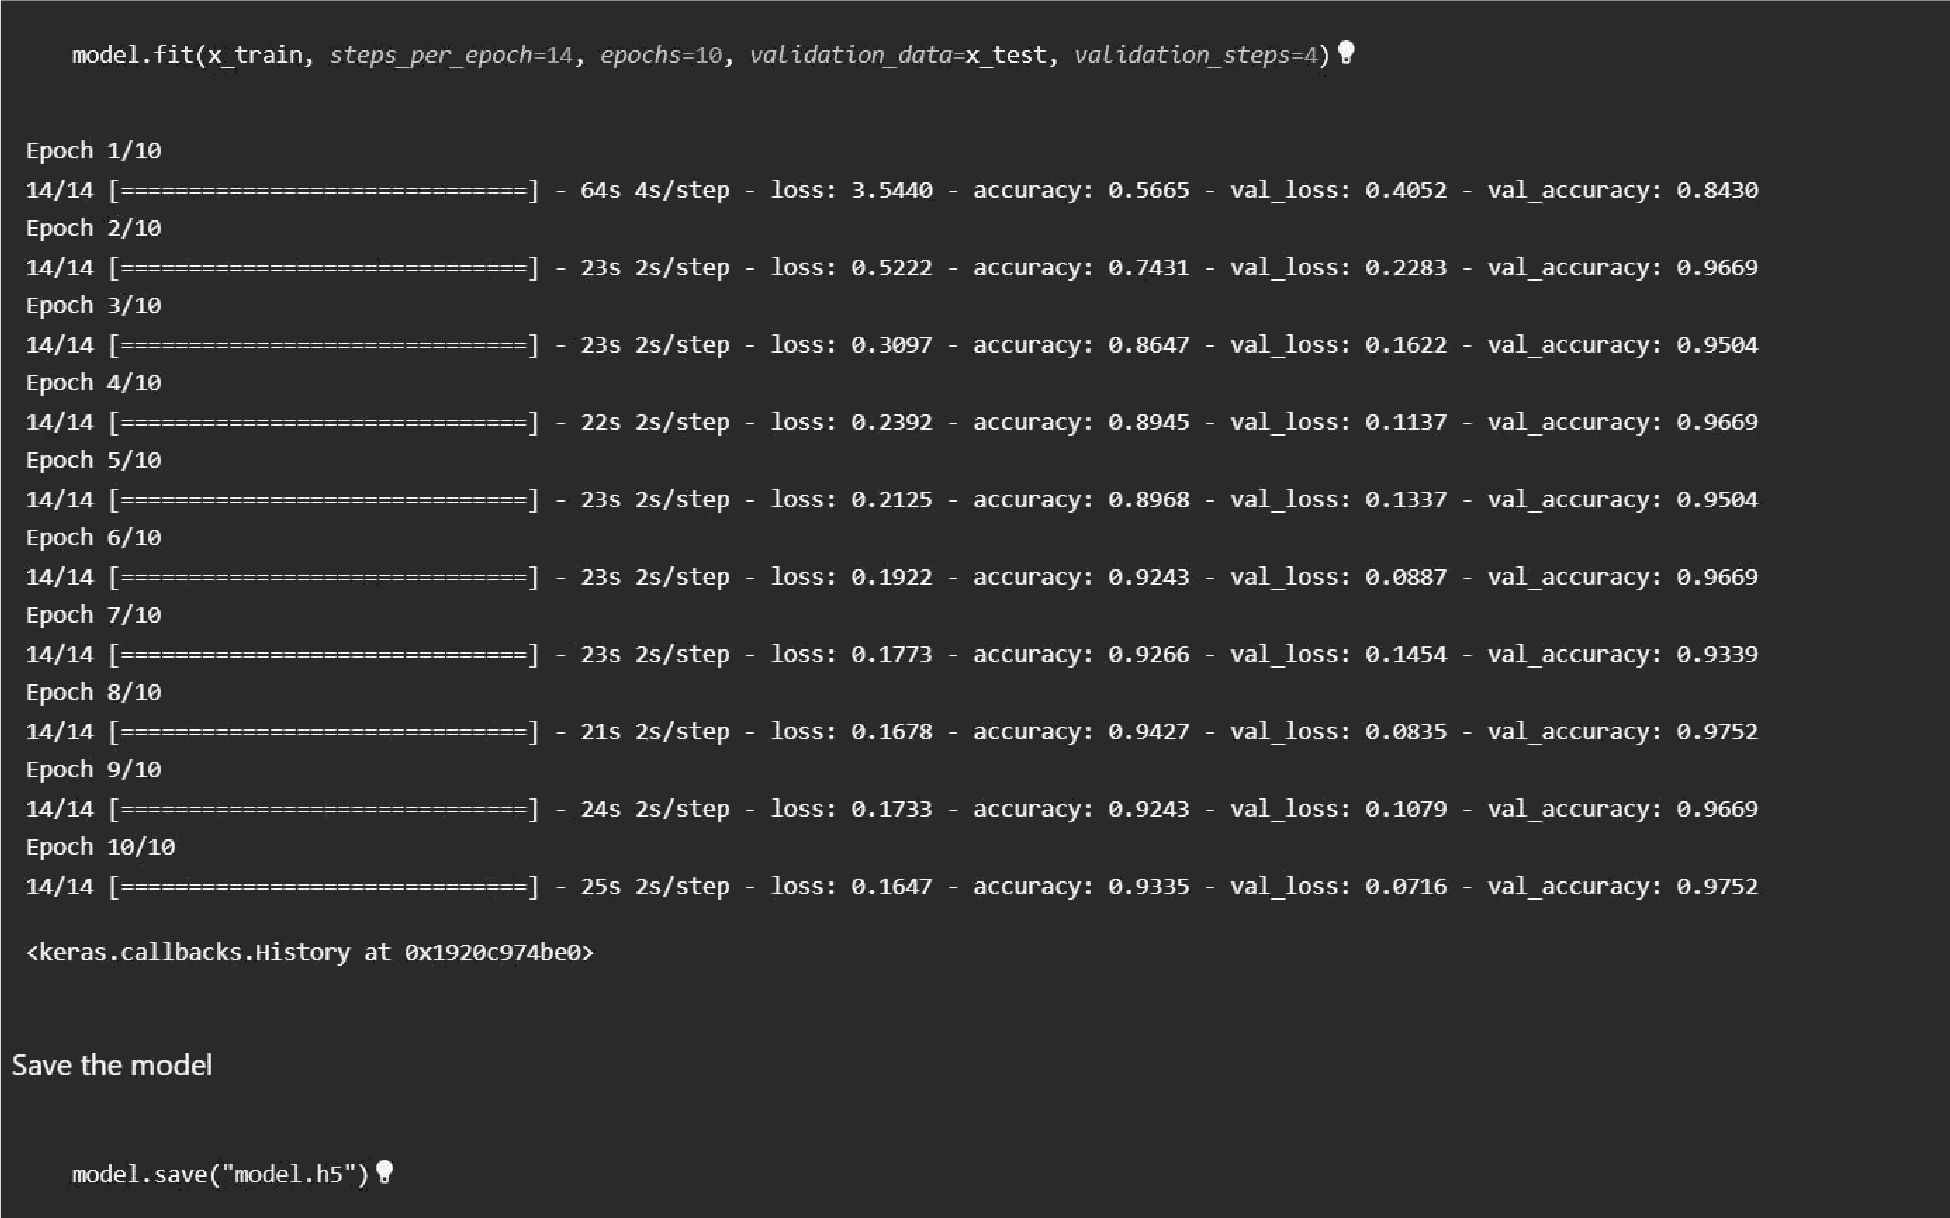 model.fit(x_train, steps_per_epoch=14, epochs=10, validation_data=x_test, validation_steps=4)
Epoch 1/10
14/14 [==============================] - 64s 4s/step - loss: 3.5440 - accuracy: 0.5665 - val_loss: 0.4052 - val_accuracy: 0.8430
Epoch 2/10
14/14 [==============================] - 23s 2s/step - loss: 0.5222 - accuracy: 0.7431 - val_loss: 0.2283 - val_accuracy: 0.9669
Epoch 3/10
14/14 [==============================] - 23s 2s/step - loss: 0.3097 - accuracy: 0.8647 - val_loss: 0.1622 - val_accuracy: 0.9504
Epoch 4/10
14/14 [==============================] - 22s 2s/step - loss: 0.2392 - accuracy: 0.8945 - val_loss: 0.1137 - val_accuracy: 0.9669
Epoch 5/10
14/14 [==============================] - 23s 2s/step - loss: 0.2125 - accuracy: 0.8968 - val_loss: 0.1337 - val_accuracy: 0.9504
Epoch 6/10
14/14 [==============================] - 23s 2s/step - loss: 0.1922 - accuracy: 0.9243 - val_loss: 0.0887 - val_accuracy: 0.9669
Epoch 7/10
14/14 [==============================] - 23s 2s/step - loss: 0.1773 - accuracy: 0.9266 - val_loss: 0.1454 - val_accuracy: 0.9339
Epoch 8/10
14/14 [==============================] - 21s 2s/step - loss: 0.1678 - accuracy: 0.9427 - val_loss: 0.0835 - val_accuracy: 0.9752
Epoch 9/10
14/14 [==============================] - 24s 2s/step - loss: 0.1733 - accuracy: 0.9243 - val_loss: 0.1079 - val_accuracy: 0.9669
Epoch 10/10
14/14 [==============================] - 25s 2s/step - loss: 0.1647 - accuracy: 0.9335 - val_loss: 0.0716 - val_accuracy: 0.9752
<keras.callbacks.History at 0x1920c974be0>
Save the model
model.save("model.h5")